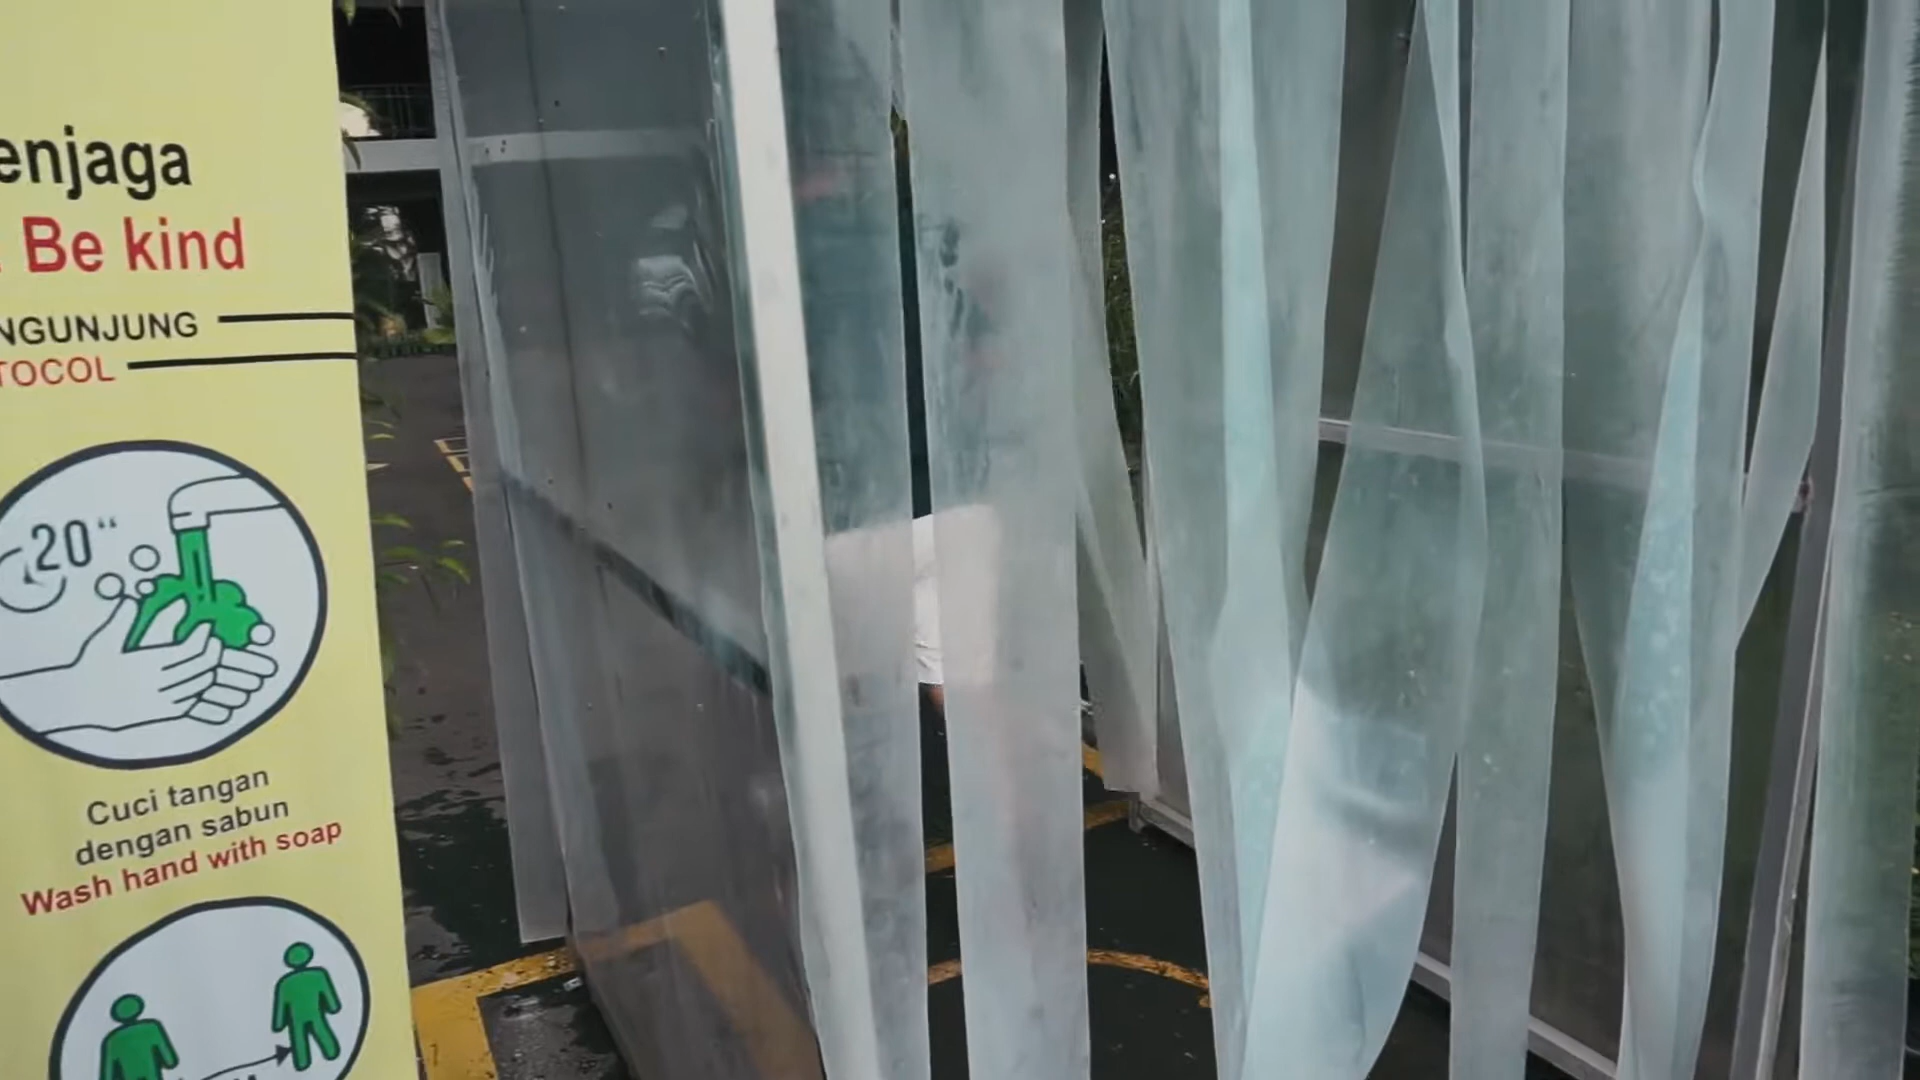 enjaga
. Be kind
NGUNJUNG
TOCOL
20“
Cuci tangan
dengan sabun
Wash hand with soap